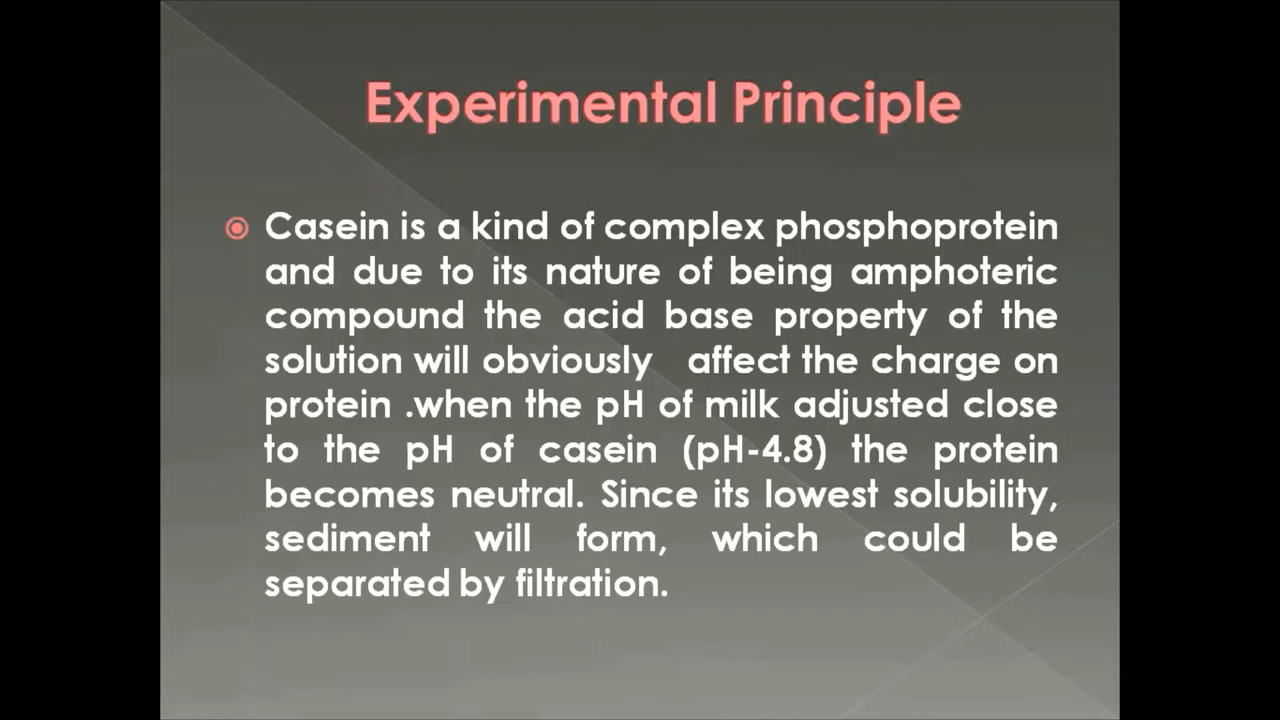 Experimental Principle
Casein is a kind of complex phosphoprotein
and due to its nature of being amphoteric
compound the acid base property of the
solution will obviously affect the charge on
protein .when the pH of milk adjusted close
to the pH of casein (pH-4.8) the protein
becomes neutral. Since its lowest solubility,
sediment will form, which could be
separated by filtration.